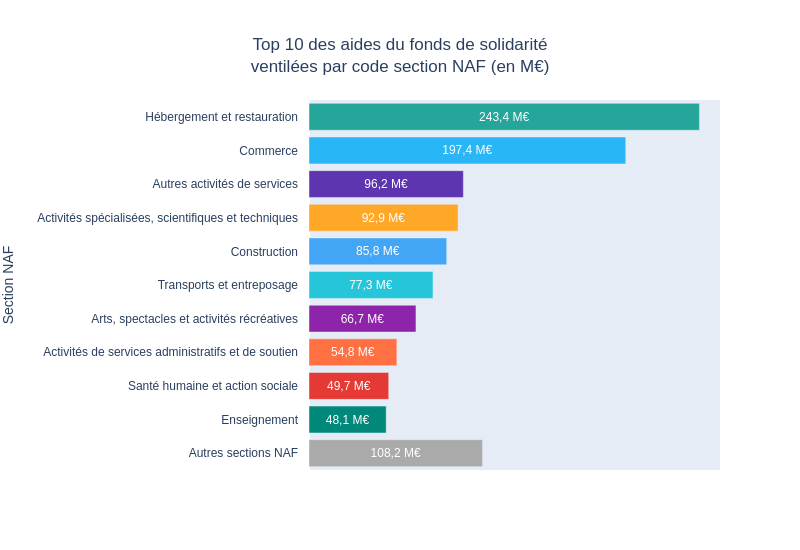 Top 10 des aides du fonds de solidarité
ventilées par code section NAF (en M€)
Section NAF
Hébergement et restauration 243,4 M€
Commerce 197,4 M€
Autres activités de services 96,2 M€
Activités spécialisées, scientifiques et techniques 92,9 M€
Construction 85,8 M€
Transports et entreposage 77,3 M€
Arts, spectacles et activités récréatives 66,7 M€
Activités de services administratifs et de soutien 54,8 M€
Santé humaine et action sociale 49,7 M€
Enseignement 48,1 M€
Autres sections NAF 108,2 M€